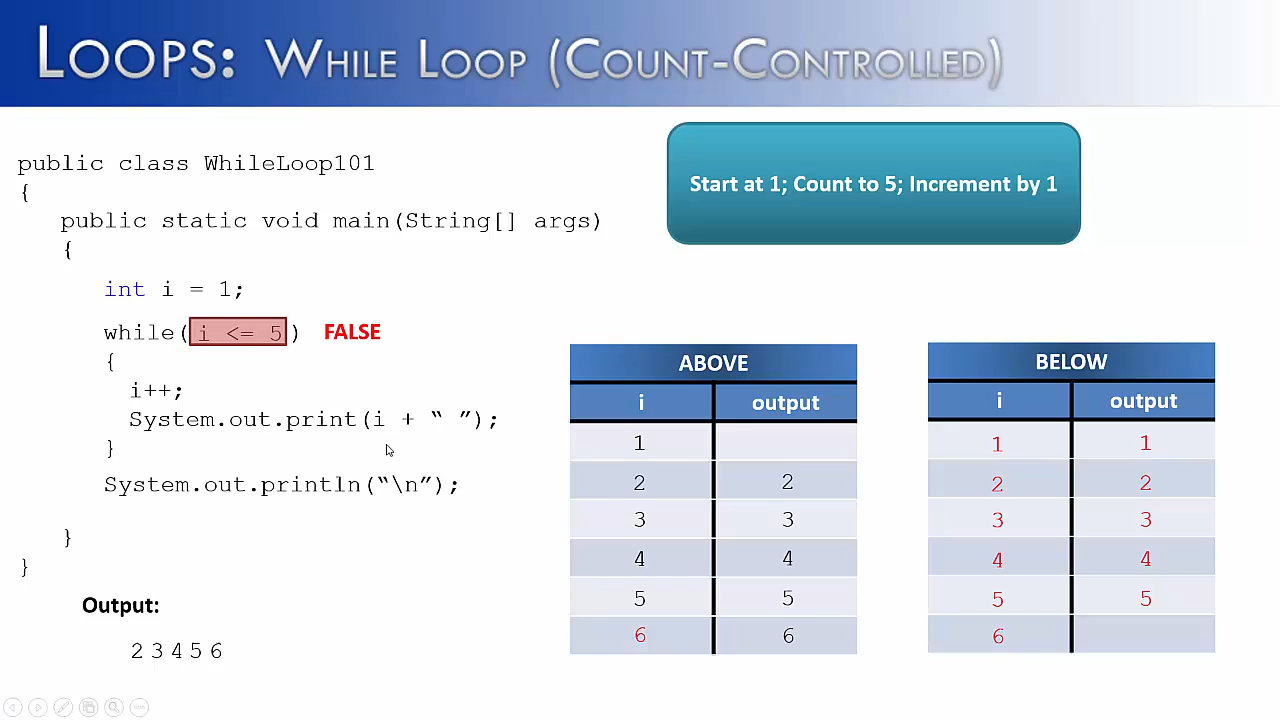 LOOPS: WHILE LOOP (COUNT-CONTROLLED)
public class WhileLoop101
{
public static void main(String[] args)
{
int i = 1;
while( i <= 5 ) FALSE
{
i++;
System.out.print(i + “ ”);
}
System.out.println(“\n”);
}
}
Output:
2 3 4 5 6
Start at 1; Count to 5; Increment by 1
ABOVE
i output
1
2 2
3 3
4 4
5 5
6 6
BELOW
i output
1 1
2 2
3 3
4 4
5 5
6